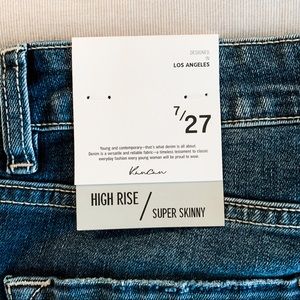 DESIGNED
IN
LOS ANGELES
7/27
Young and contemporary—that's what denim is all about.
Denim is a versatile and reliable fabric—a timeless testament to classic
everyday fashion every young woman will be proud to wear.
KanCan
HIGH RISE / SUPER SKINNY